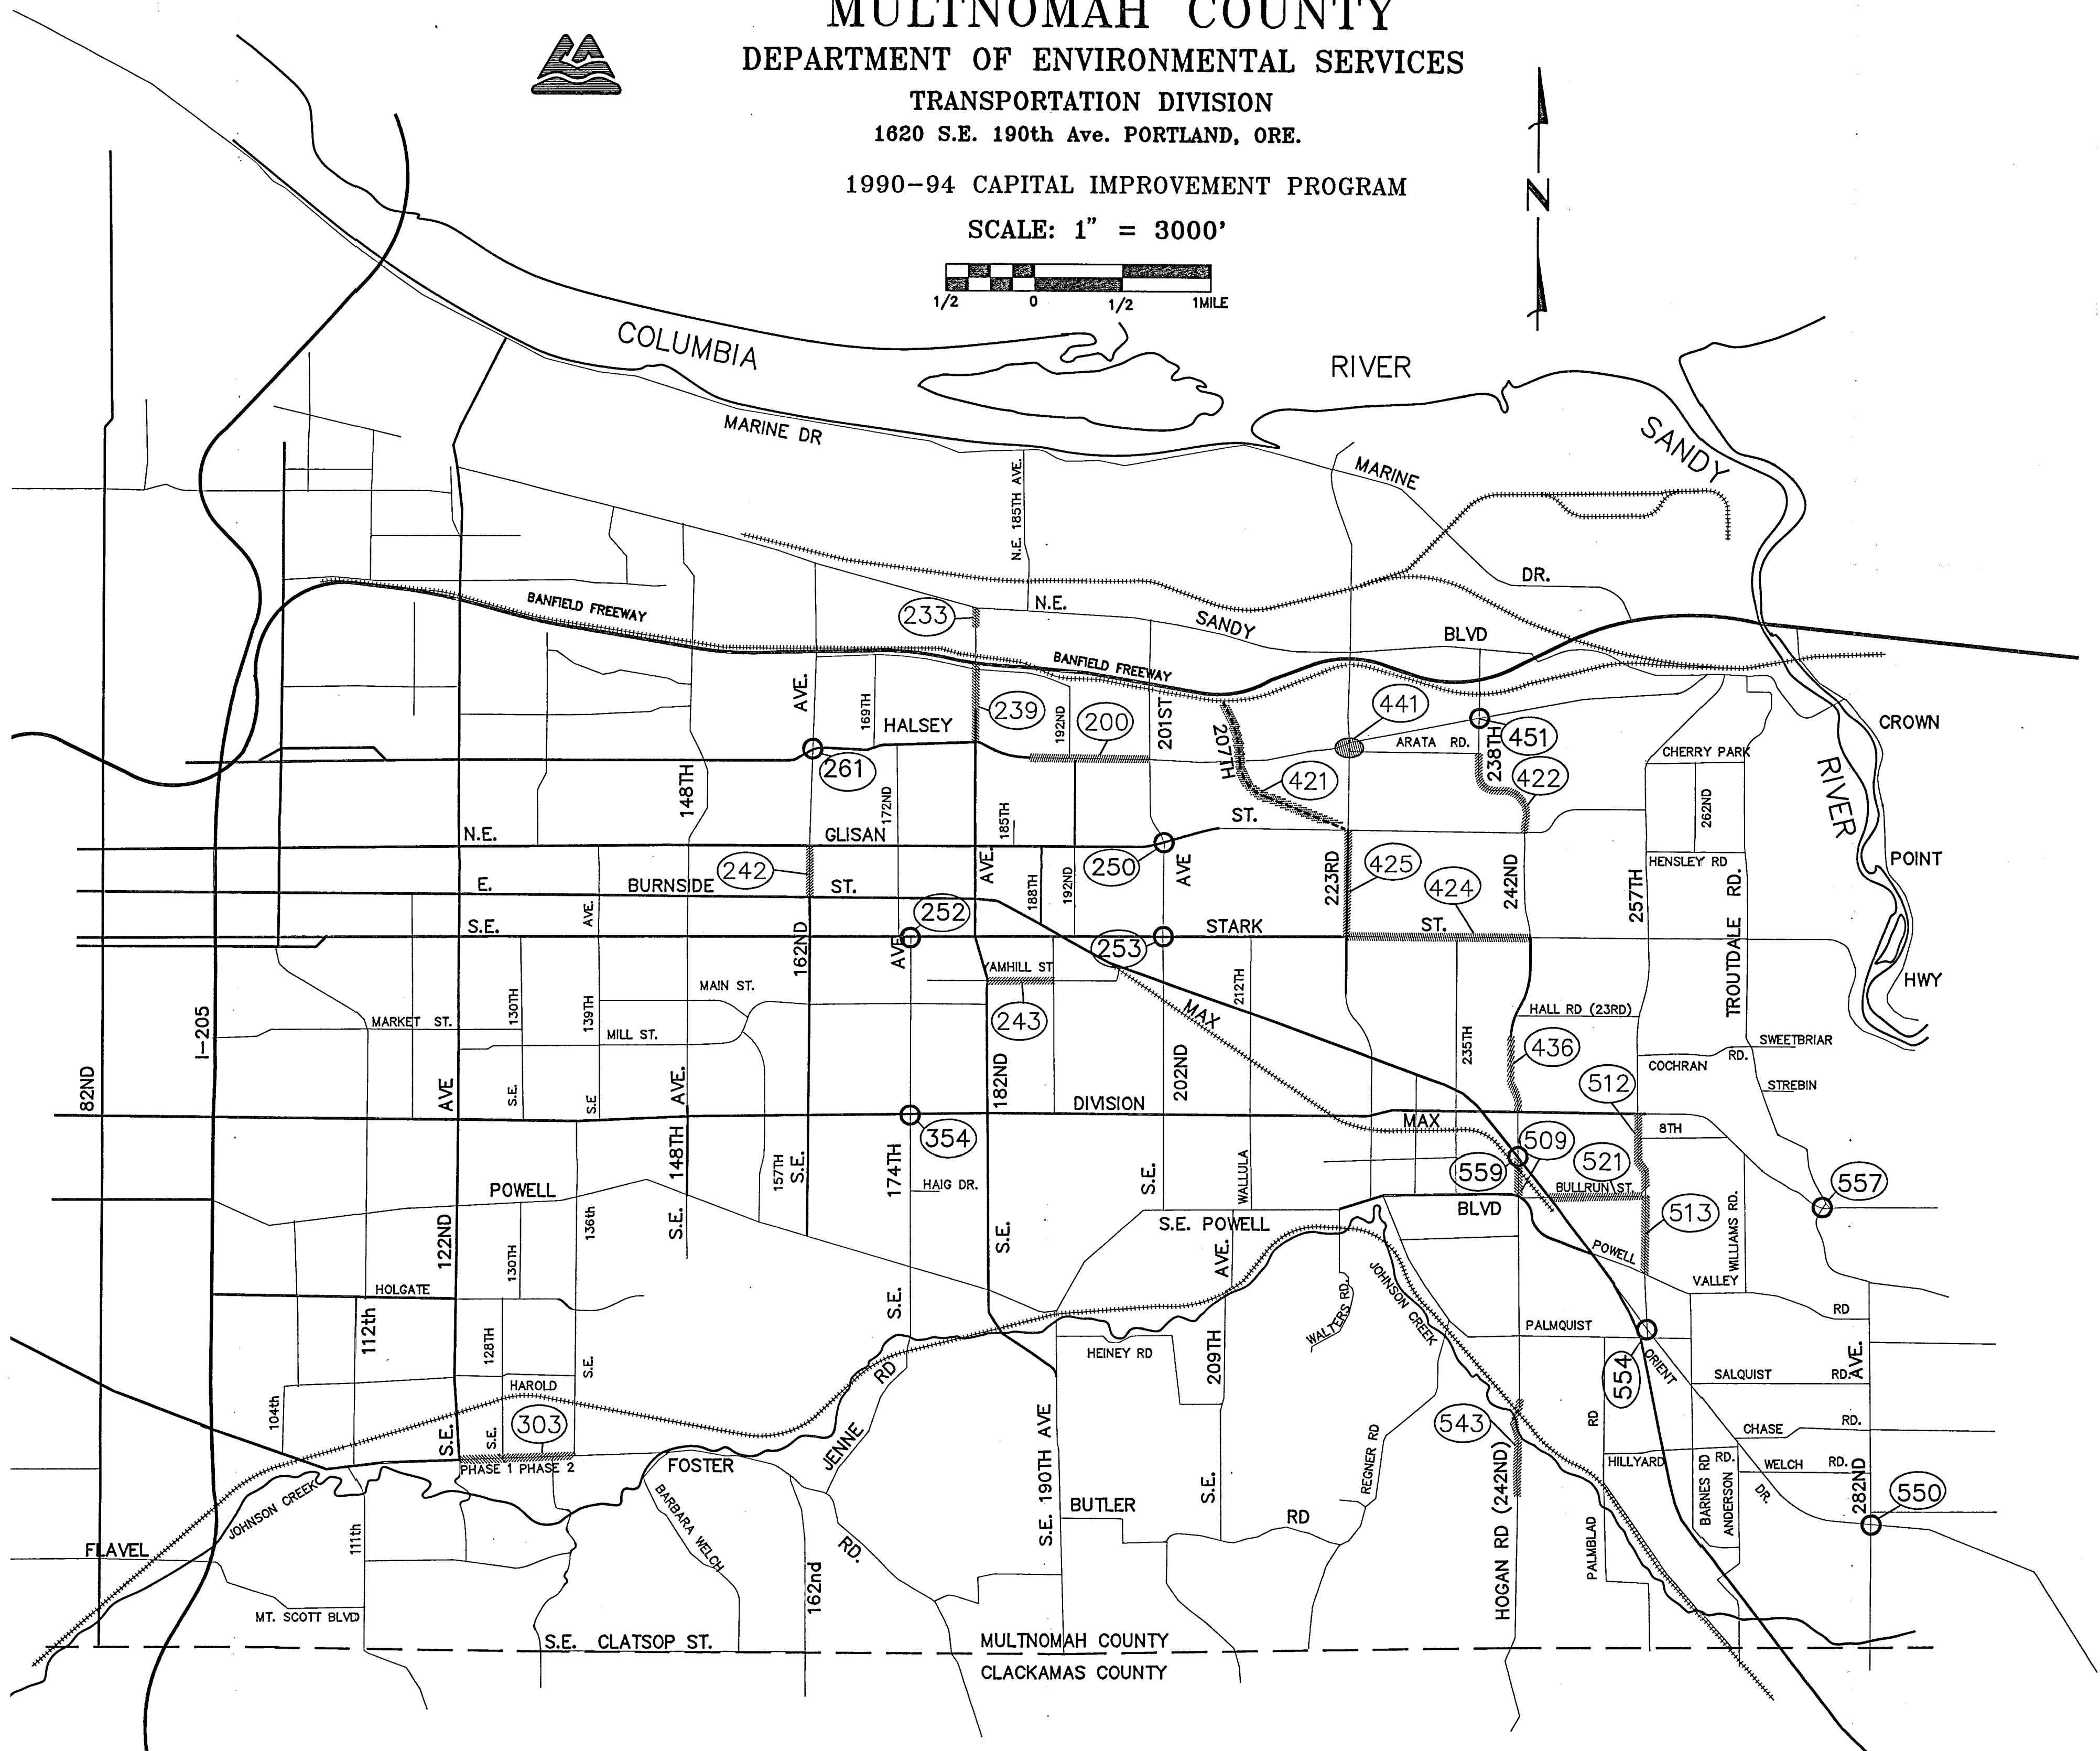 MULTNOMAH COUNTY
DEPARTMENT OF ENVIRONMENTAL SERVICES
TRANSPORTATION DIVISION
1620 S.E. 190th Ave. PORTLAND, ORE.
1990-94 CAPITAL IMPROVEMENT PROGRAM
SCALE: 1" = 3000'
1/2 0 1/2 1MILE
N
COLUMBIA
RIVER
SANDY
MARINE DR
MARINE
N.E. 185TH AVE.
DR.
BANFIELD FREEWAY
233
N.E.
SANDY
BLVD
BANFIELD FREEWAY
AVE.
169TH
239
192ND
200
201ST
207TH
441
451
HALSEY
ARATA RD.
238TH
CROWN
CHERRY PARK
261
148TH
172ND
421
422
RIVER
262ND
185TH
ST.
N.E.
GLISAN
250
HENSLEY RD
POINT
242
AVE.
188TH
192ND
AVE
223RD
425
424
242ND
257TH
TROUTDALE RD.
E.
BURNSIDE
ST.
252
AVE.
S.E.
162ND
AVE
253
STARK
ST.
YAMHILL ST
MAIN ST.
212TH
HWY
130TH
139TH
MAX
HALL RD (23RD)
I-205
MARKET ST.
MILL ST.
243
235TH
436
SWEETBRIAR
RD.
COCHRAN
82ND
AVE
S.E.
S.E
148TH AVE.
182ND
202ND
512
STREBIN
DIVISION
MAX
8TH
354
509
521
559
BULLRUN ST.
557
157TH
S.E.
174TH
HAIG DR.
S.E.
WALLULA
POWELL
BLVD
513
WILLIAMS RD.
S.E. POWELL
122ND
130TH
136th
S.E.
S.E.
AVE.
POWELL
VALLEY
RD
HOLGATE
S.E.
JOHNSON CREEK
WALTERS RD.
112th
128TH
S.E.
HEINEY RD
209TH
PALMQUIST
554
ORIENT
AVE.
SALQUIST
RD.
RD
HAROLD
104th
303
S.E.
S.E.
JENNE
RD
S.E. 190TH AVE
REGNER RD
543
RD
CHASE
RD.
PHASE 1 PHASE 2
FOSTER
HILLYARD
RD.
WELCH
RD.
DR.
282ND
550
JOHNSON CREEK
BARBARA WELCH
S.E.
BUTLER
RD
HOGAN RD (242ND)
BARNES RD
ANDERSON
111th
RD.
PALMBLAD
FLAVEL
162nd
MT. SCOTT BLVD
S.E. CLATSOP ST.
MULTNOMAH COUNTY
CLACKAMAS COUNTY